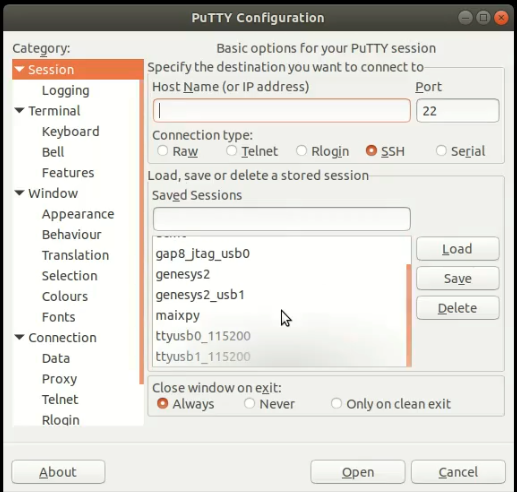 PuTTY Configuration
Category:
Session
Logging
Terminal
Keyboard
Bell
Features
Window
Appearance
Behaviour
Translation
Selection
Colours
Fonts
Connection
Data
Proxy
Telnet
Rlogin
Basic options for your PuTTY session
Specify the destination you want to connect to
Host Name (or IP address) Port
22
Connection type:
Raw Telnet Rlogin SSH Serial
Load, save or delete a stored session
Saved Sessions
gap8_jtag_usb0
genesys2
genesys2_usb1
maixpy
ttyusb0_115200
ttyusb1_115200
Load
Save
Delete
Close window on exit:
Always Never Only on clean exit
About Open Cancel